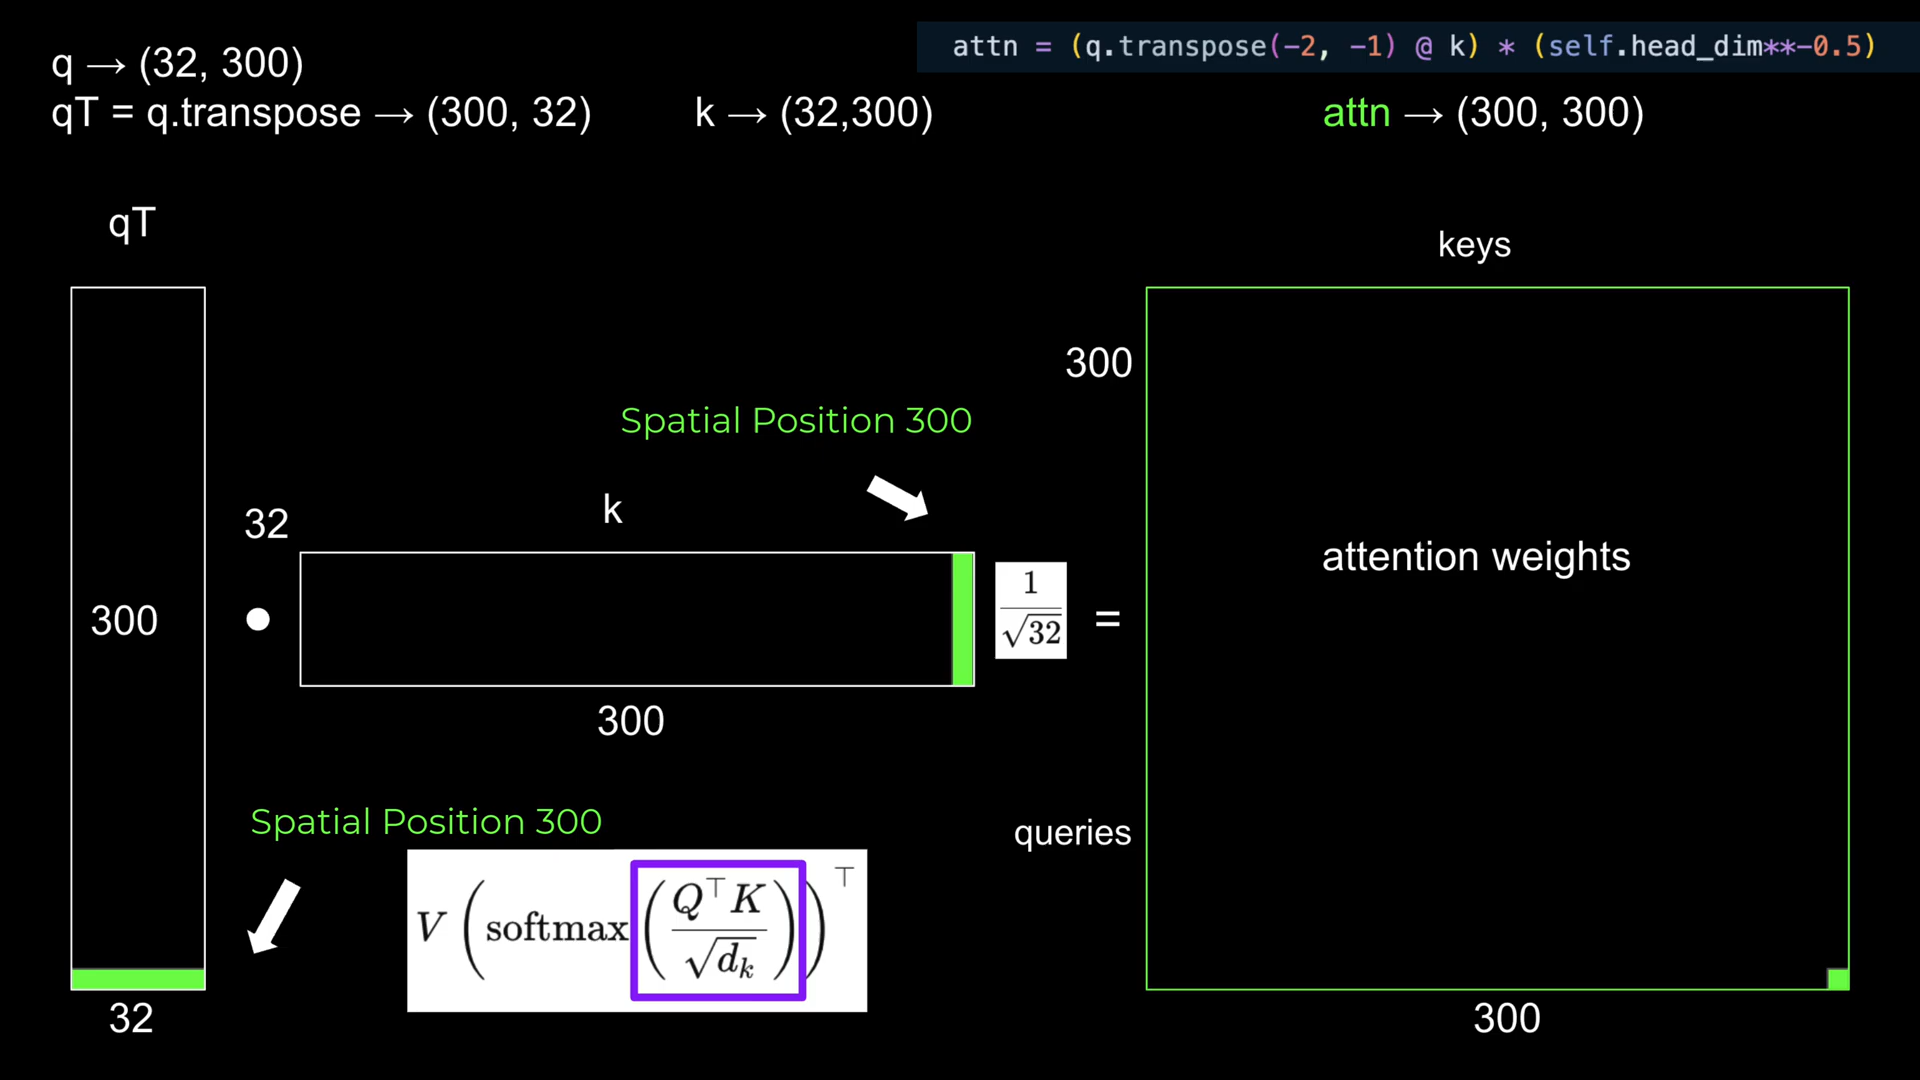 q → (32, 300)
attn = (q.transpose(-2, -1) @ k) * (self.head_dim**-0.5)
qT = q.transpose → (300, 32)
k → (32,300)
attn → (300, 300)
qT
keys
300
Spatial Position 300
k
32
300
1/√32
=
attention weights
300
Spatial Position 300
queries
V (softmax (Q⊤K/√dk))⊤
32
300